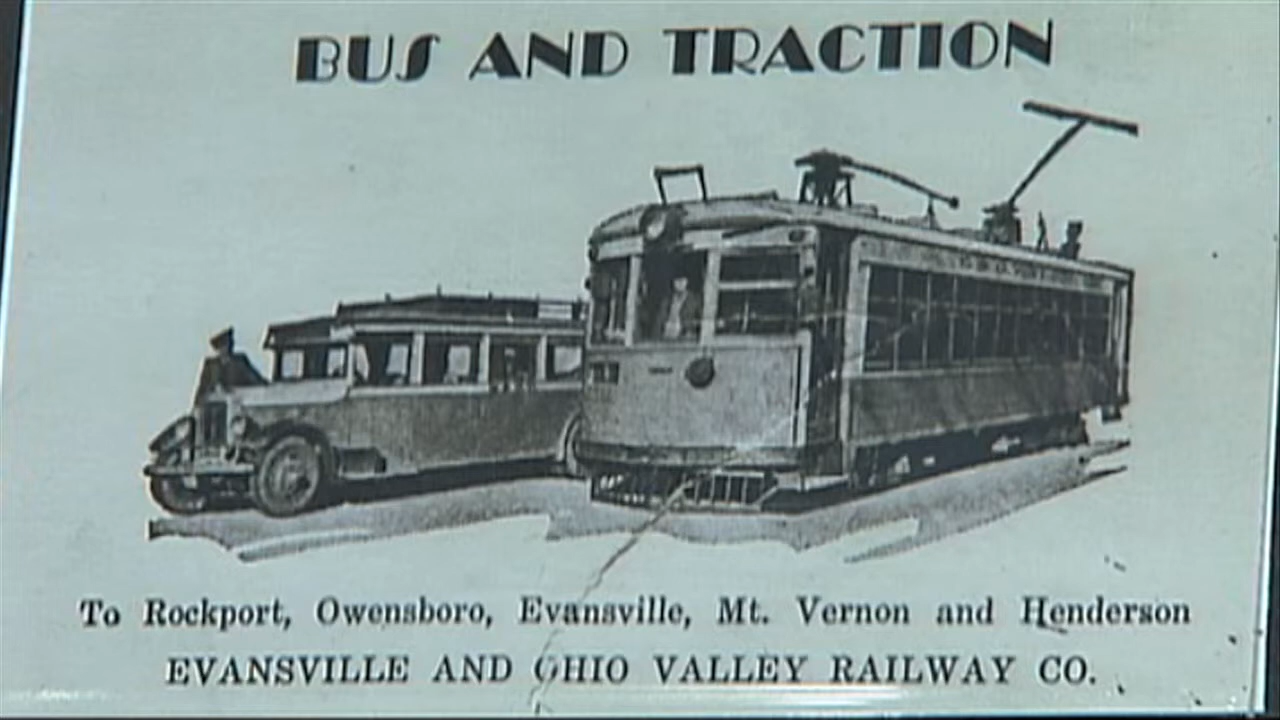 BUS AND TRACTION
To Rockport, Owensboro, Evansville, Mt. Vernon and Henderson
EVANSVILLE AND OHIO VALLEY RAILWAY CO.